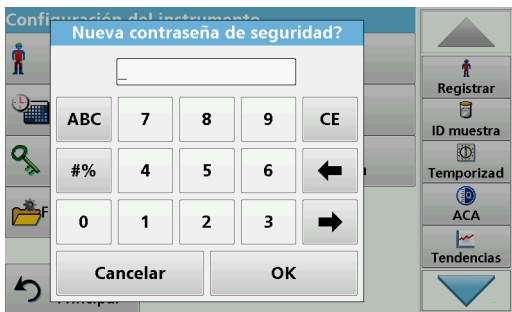 Configuración del instrumento
Nueva contraseña de seguridad?
_
ABC 7 8 9 CE
#% 4 5 6
0 1 2 3
Cancelar OK
F
Principal
Registrar
ID muestra
Temporizad
ACA
Tendencias